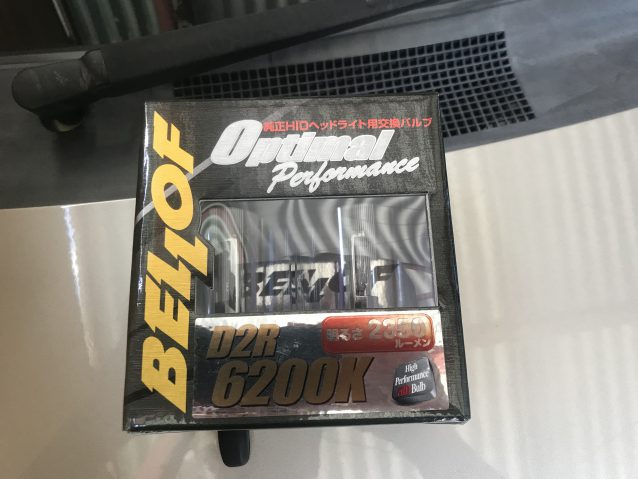 純正HIDヘッドライト用交換バルブ
Optimal
Performance
BELLOF
BELLOF
D2R
6200K
明るさ
ルーメン
High
Performance
Bulb